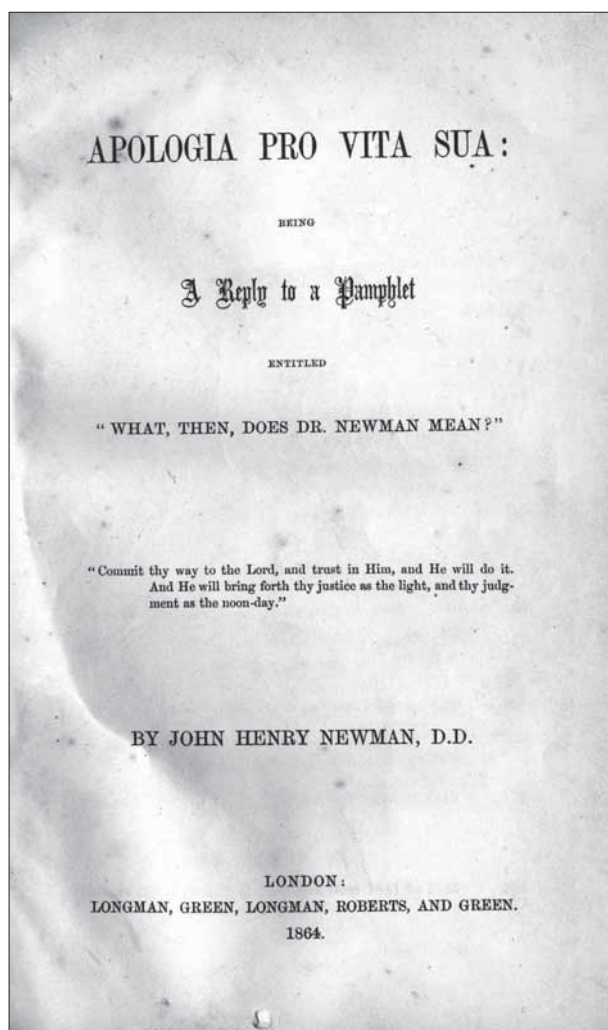 APOLOGIA PRO VITA SUA:
BEING
A Reply to a Pamphlet
ENTITLED
"WHAT, THEN, DOES DR. NEWMAN MEAN?"
"Commit thy way to the Lord, and trust in Him, and He will do it.
And He will bring forth thy justice as the light, and thy judg-
ment as the noon-day."
BY JOHN HENRY NEWMAN, D.D.
LONDON:
LONGMAN, GREEN, LONGMAN, ROBERTS, AND GREEN.
1864.